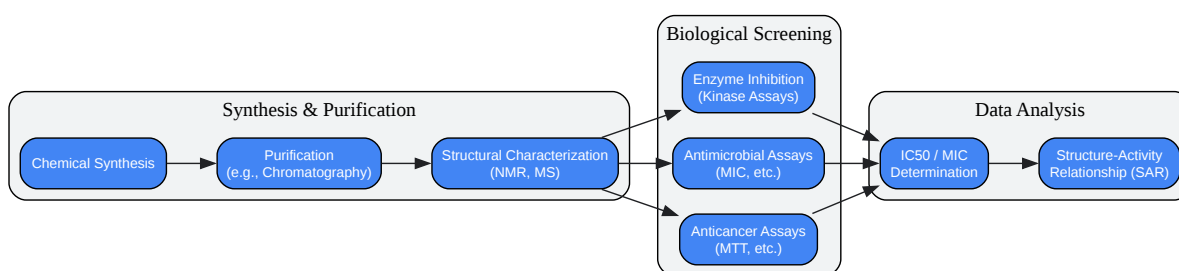 Biological Screening
Synthesis & Purification
Chemical Synthesis
Purification
(e.g., Chromatography)
Structural Characterization
(NMR, MS)
Enzyme Inhibition
(Kinase Assays)
Antimicrobial Assays
(MIC, etc.)
Anticancer Assays
(MTT, etc.)
Data Analysis
IC50 / MIC
Determination
Structure-Activity
Relationship (SAR)